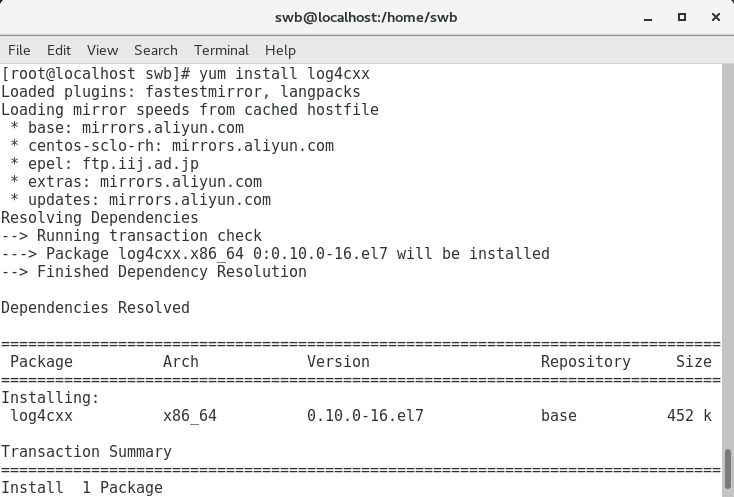 swb@localhost:/home/swb
File Edit View Search Terminal Help
[root@localhost swb]# yum install log4cxx
Loaded plugins: fastestmirror, langpacks
Loading mirror speeds from cached hostfile
 * base: mirrors.aliyun.com
 * centos-sclo-rh: mirrors.aliyun.com
 * epel: ftp.iij.ad.jp
 * extras: mirrors.aliyun.com
 * updates: mirrors.aliyun.com
Resolving Dependencies
--> Running transaction check
---> Package log4cxx.x86_64 0:0.10.0-16.el7 will be installed
--> Finished Dependency Resolution

Dependencies Resolved

================================================================================
 Package          Arch            Version                   Repository     Size
================================================================================
Installing:
 log4cxx          x86_64          0.10.0-16.el7             base          452 k

Transaction Summary
================================================================================
Install  1 Package